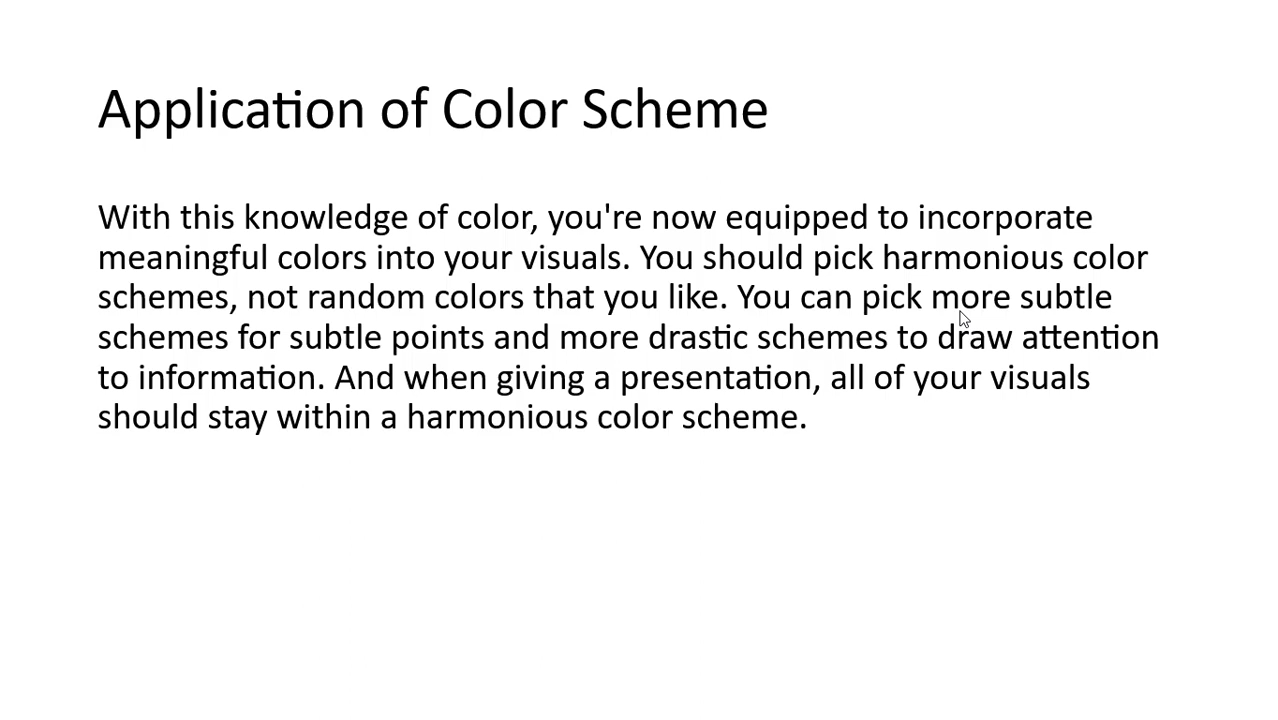 Application of Color Scheme
With this knowledge of color, you're now equipped to incorporate
meaningful colors into your visuals. You should pick harmonious color
schemes, not random colors that you like. You can pick more subtle
schemes for subtle points and more drastic schemes to draw attention
to information. And when giving a presentation, all of your visuals
should stay within a harmonious color scheme.